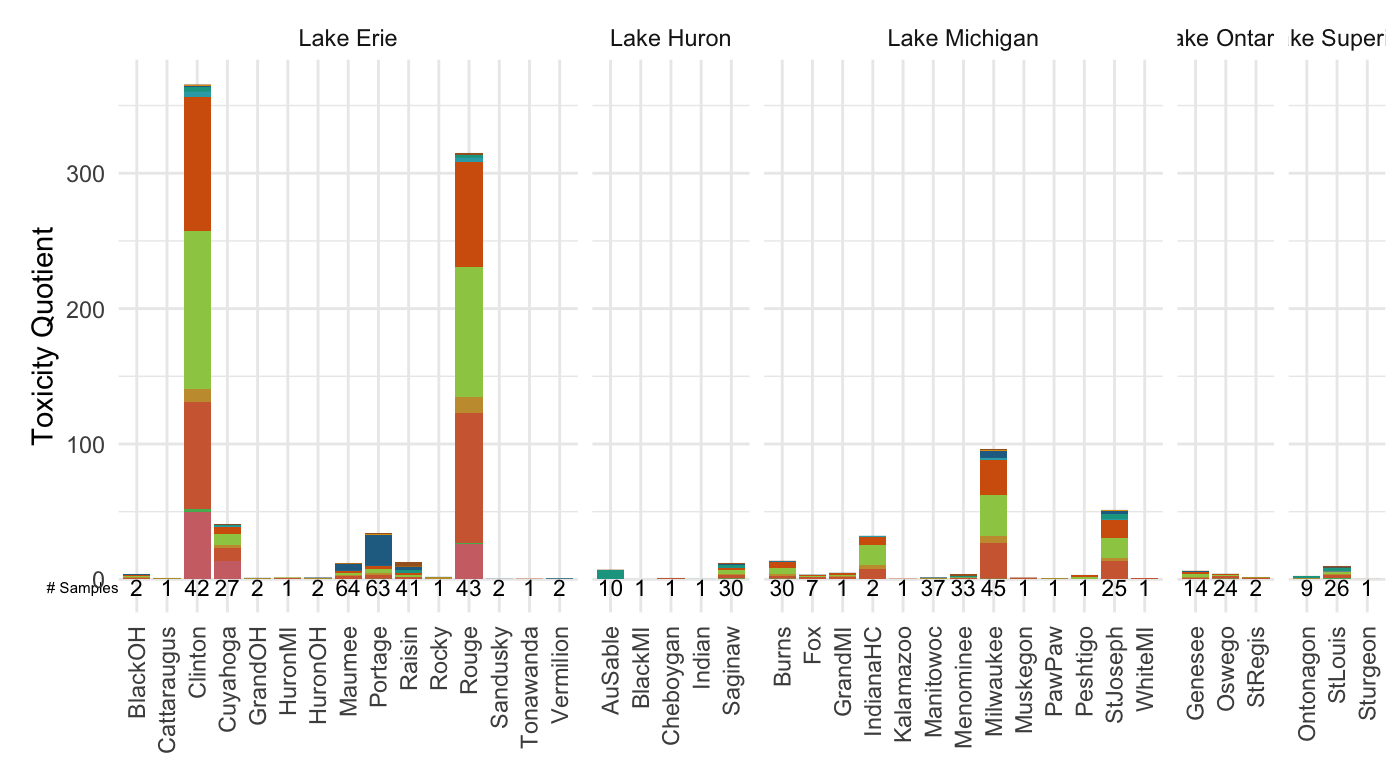 Lake Erie Lake Huron Lake Michigan ake Ontar ke Superi
Toxicity Quotient
300
200
100
0
# Samples 2 1 42 27 2 1 2 64 63 41 1 43 2 1 2 10 1 1 1 30 30 7 1 2 1 37 33 45 1 1 1 25 1 14 24 2 9 26 1
BlackOH
Cattaraugus
Clinton
Cuyahoga
GrandOH
HuronMI
HuronOH
Maumee
Portage
Raisin
Rocky
Rouge
Sandusky
Tonawanda
Vermilion
AuSable
BlackMI
Cheboygan
Indian
Saginaw
Burns
Fox
GrandMI
IndianaHC
Kalamazoo
Manitowoc
Menominee
Milwaukee
Muskegon
PawPaw
Peshtigo
StJoseph
WhiteMI
Genesee
Oswego
StRegis
Ontonagon
StLouis
Sturgeon